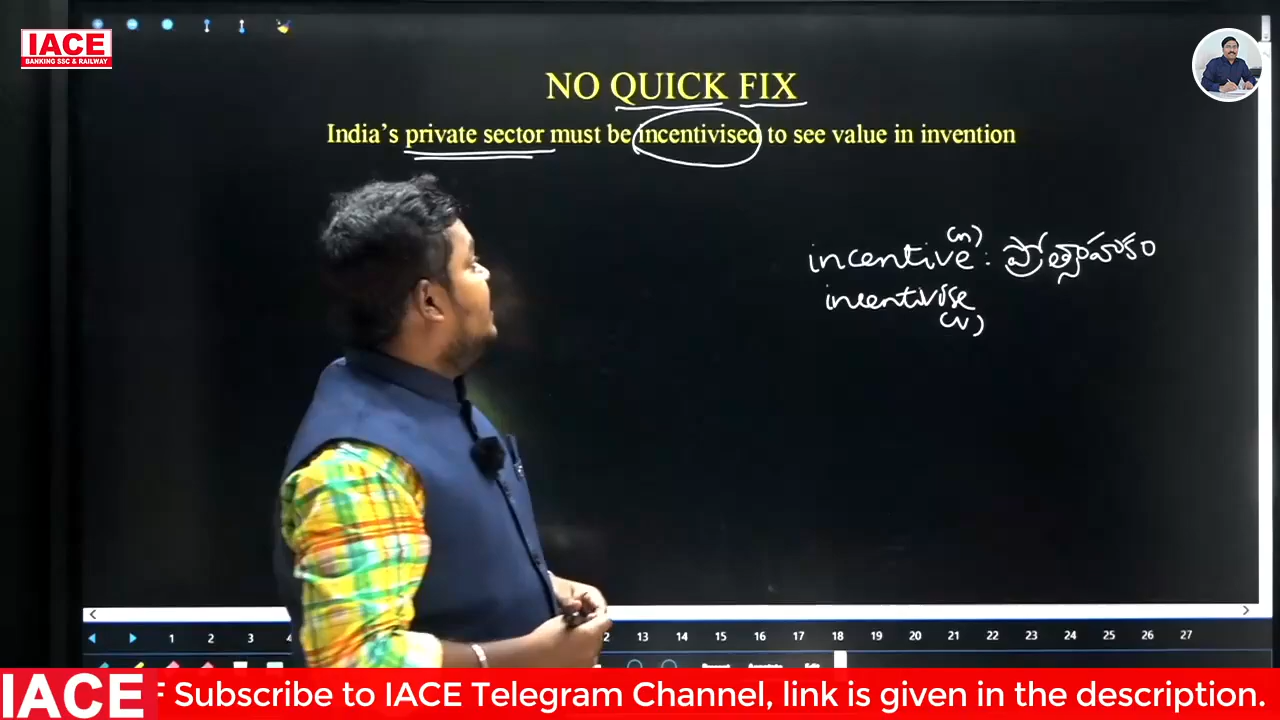 IACE
BANKING SSC & RAILWAY
NO QUICK FIX
India's private sector must be incentivised to see value in invention
(n)
incentive : ప్రోత్సాహకం
incentivise
(v)
1 2 3 4 12 13 14 15 16 17 18 19 20 21 22 23 24 25 26 27
IACE Subscribe to IACE Telegram Channel, link is given in the description.